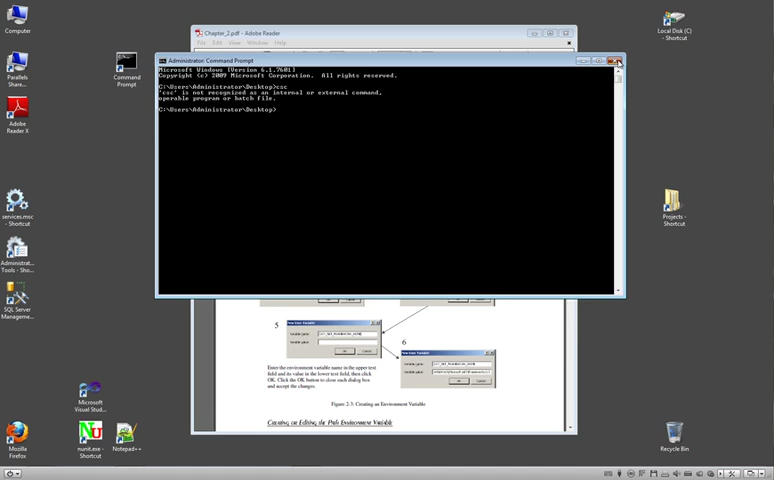 Computer
Parallels
Share...
Adobe
Reader X
services.msc
- Shortcut
Administrat...
Tools - Sho...
SQL Server
Manageme...
Mozilla
Firefox
Command
Prompt
Microsoft
Visual Stud...
nunit.exe -
Shortcut
Notepad++
Chapter_2.pdf - Adobe Reader
File Edit View Window Help
Administrator: Command Prompt
Microsoft Windows [Version 6.1.7601]
Copyright (c) 2009 Microsoft Corporation. All rights reserved.
C:\Users\Administrator\Desktop>csc
'csc' is not recognized as an internal or external command,
operable program or batch file.
C:\Users\Administrator\Desktop>
5
6
Enter the environment variable name in the upper text
field and its value in the lower text field, then click
OK. Click the OK button to close each dialog box
and accept the changes.
Figure 2-3: Creating an Environment Variable
Creating or Editing the Path Environment Variable
Local Disk (C)
- Shortcut
Projects -
Shortcut
Recycle Bin